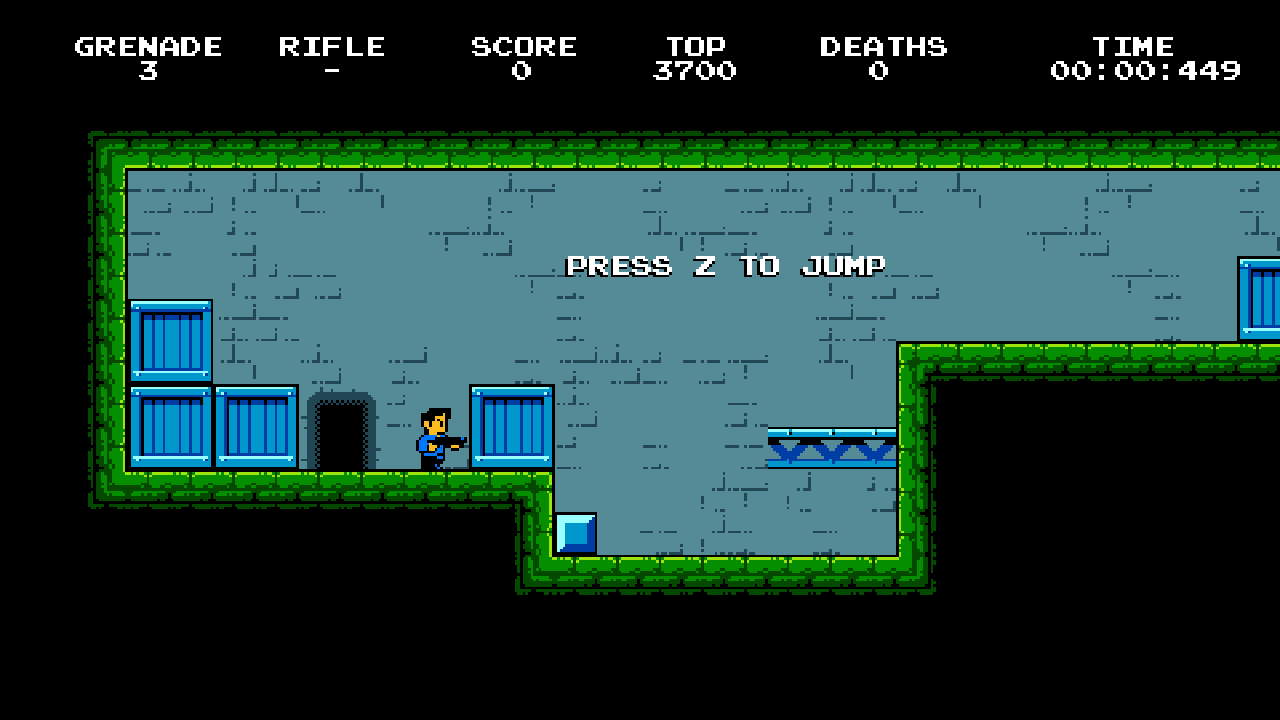 GRENADE RIFLE SCORE TOP DEATHS TIME
3 - 0 3700 0 00:00:449
PRESS Z TO JUMP